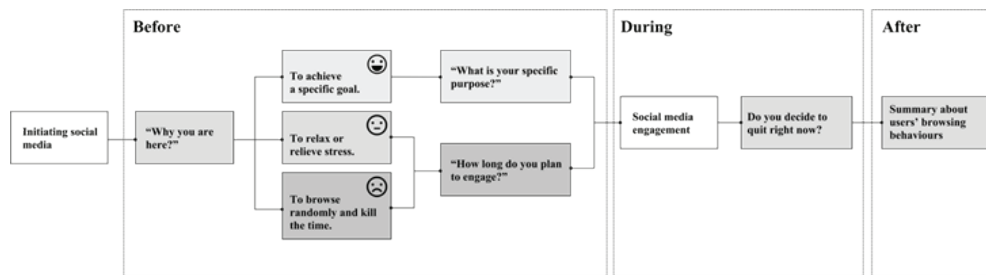 Before
During
After
Initiating social
media
“Why you are
here?”
To achieve
a specific goal.
To relax or
relieve stress.
To browse
randomly and kill
the time.
“What is your specific
purpose?”
“How long do you plan
to engage?”
Social media
engagement
Do you decide to
quit right now?
Summary about
users’ browsing
behaviours